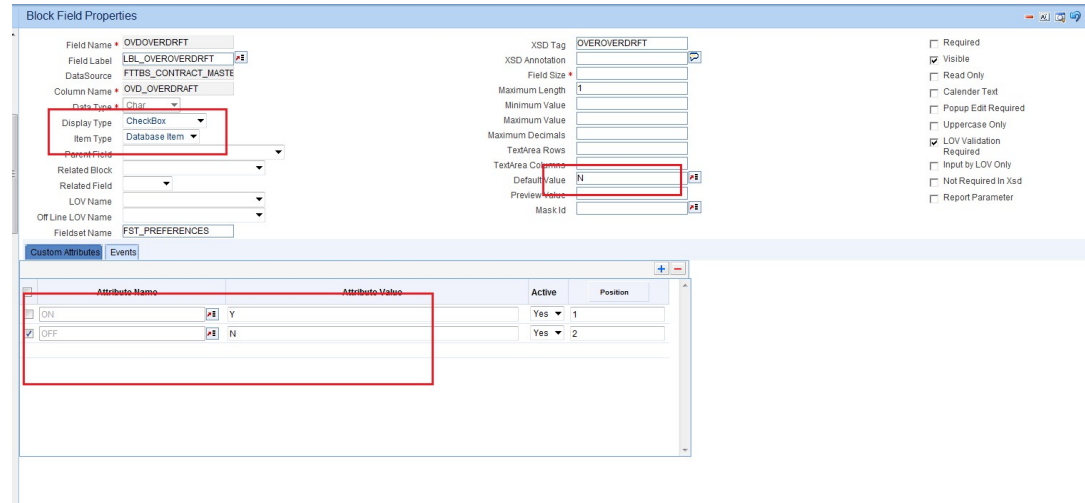 Block Field Properties
Field Name * OVDOVERDRFT
Field Label LBL_OVEROVERDRFT
DataSource FTTBS_CONTRACT_MASTE
Column Name * OVD_OVERDRAFT
Data Type * Char
Display Type CheckBox
Item Type Database Item
Parent Field
Related Block
Related Field
LOV Name
Off Line LOV Name
Fieldset Name FST_PREFERENCES
XSD Tag OVEROVERDRFT
XSD Annotation
Field Size *
Maximum Length 1
Minimum Value
Maximum Value
Maximum Decimals
TextArea Rows
TextArea Columns
Default Value N
Preview Value
Mask Id
Required
Visible
Read Only
Calender Text
Popup Edit Required
Uppercase Only
LOV Validation
Required
Input by LOV Only
Not Required In Xsd
Report Parameter
Custom Attributes Events
Attribute Name Attribute Value Active Position
ON Y Yes 1
OFF N Yes 2